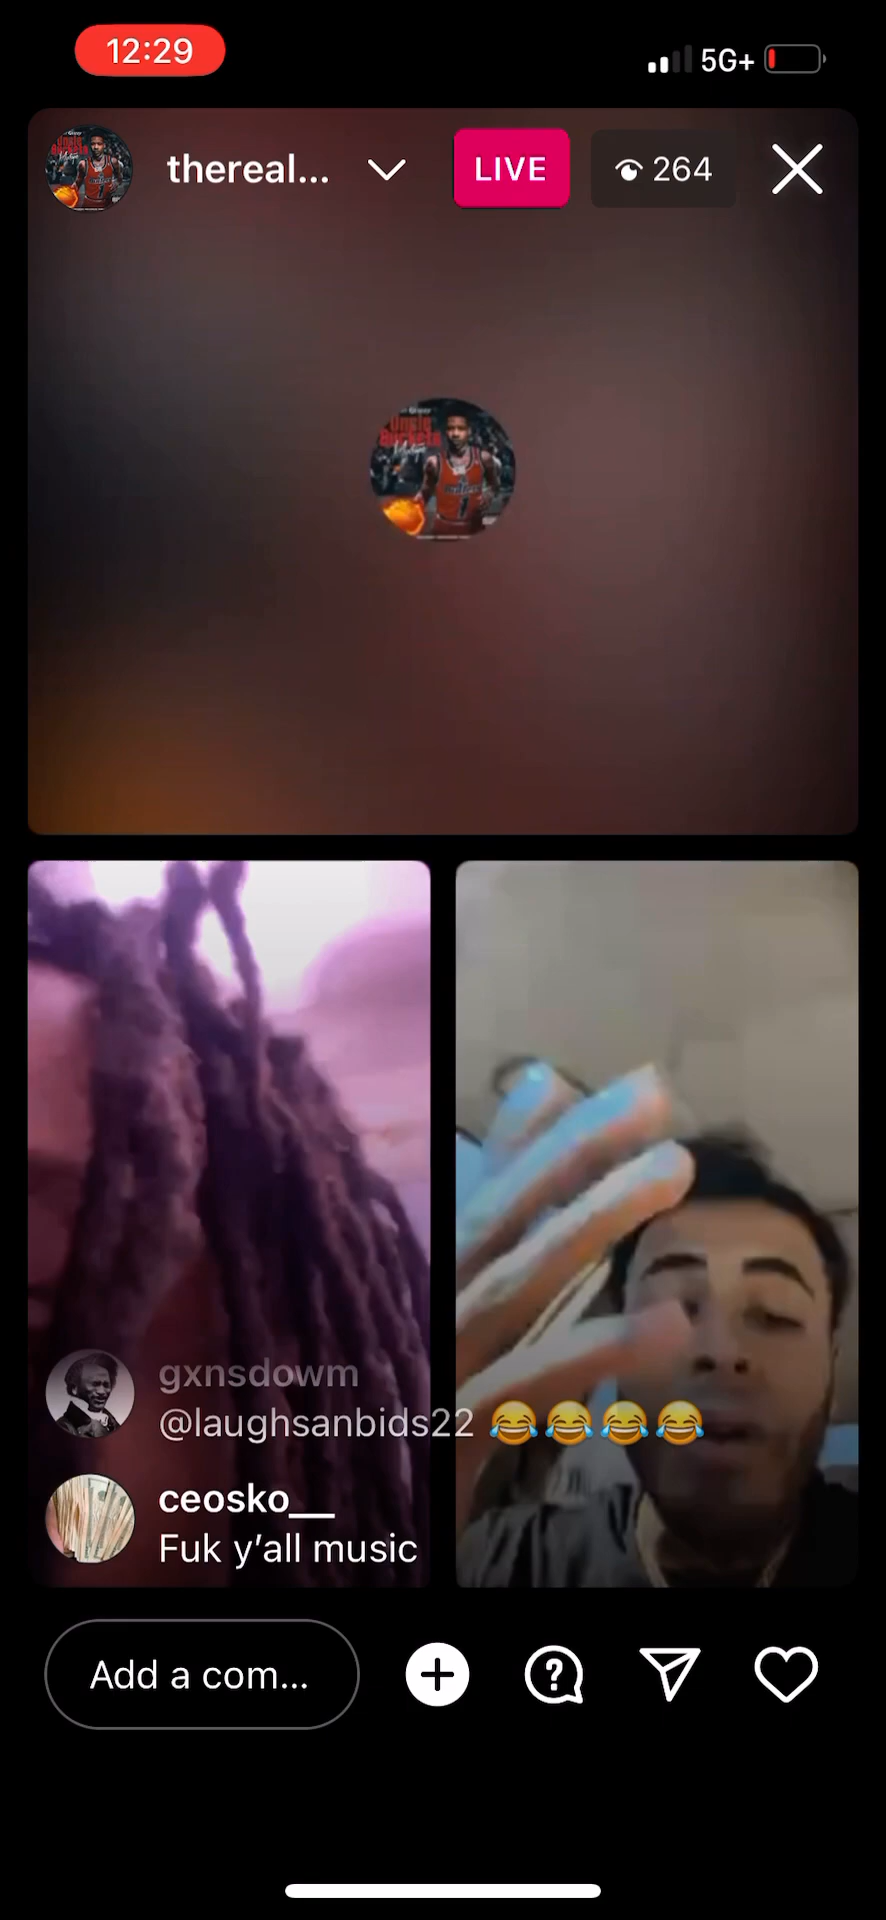 12:29
5G+
thereal...
LIVE
264
gxnsdowm
@laughsanbids22 😂😂😂😂
ceosko__
Fuk y'all music
Add a com...